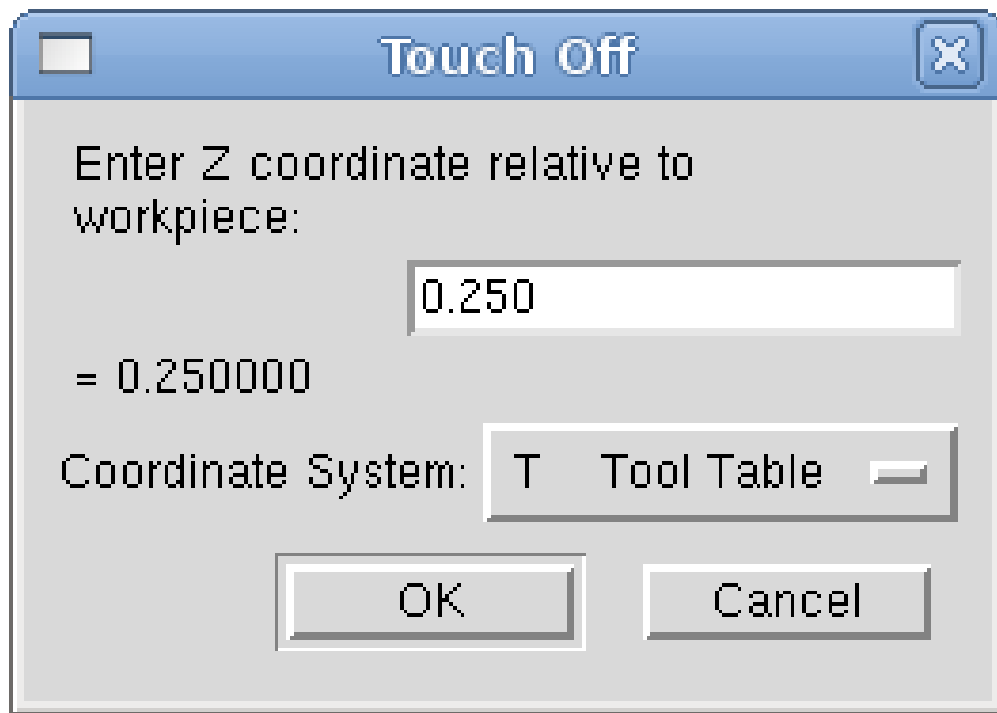 Touch Off
Enter Z coordinate relative to
workpiece:
0.250
= 0.250000
Coordinate System: T Tool Table
OK Cancel